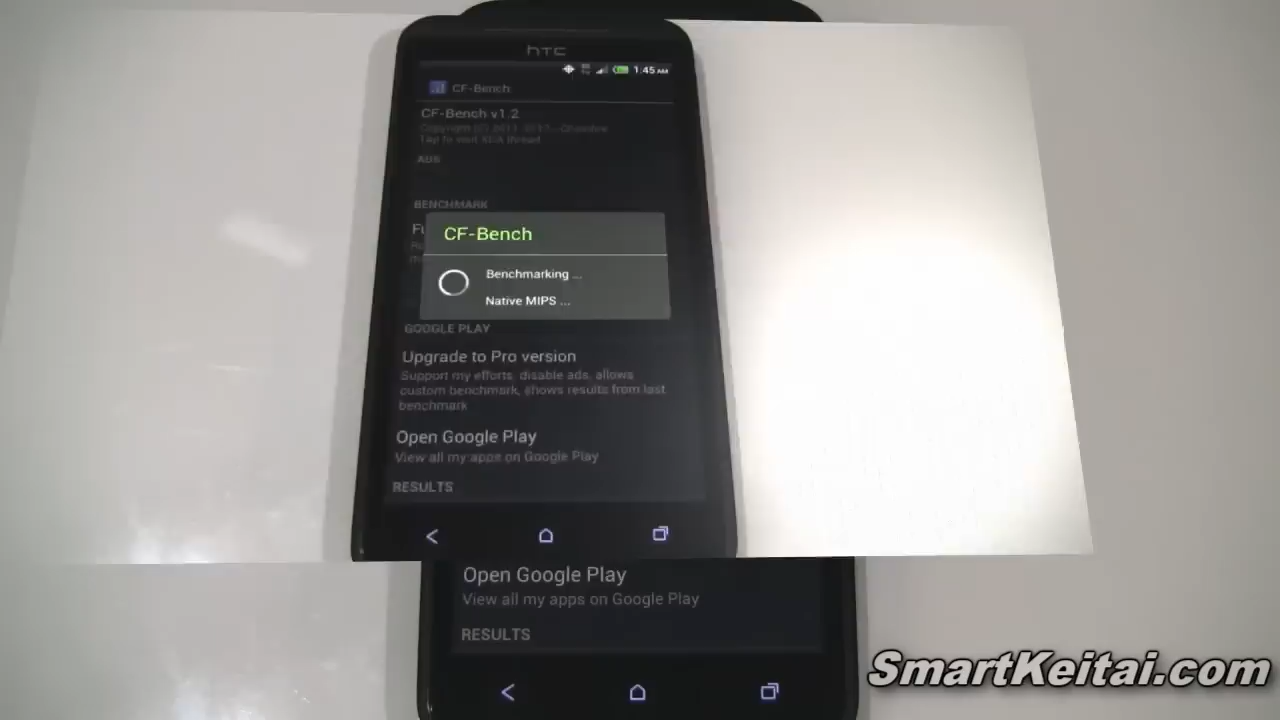 hTC
1:45 AM
CF-Bench
CF-Bench v1.2
ADS
BENCHMARK
Fu
CF-Bench
Benchmarking ...
Native MIPS ...
GOOGLE PLAY
Upgrade to Pro version
Support my efforts, disable ads, allows
custom benchmark, shows results from last
benchmark
Open Google Play
View all my apps on Google Play
RESULTS
Open Google Play
View all my apps on Google Play
RESULTS
SmartKeitai.com